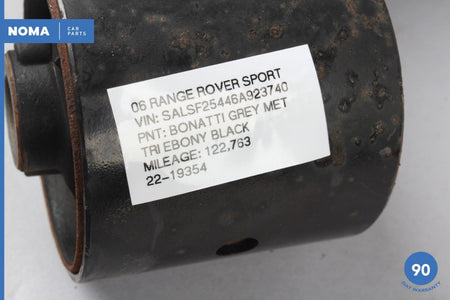 NOMA CAR PARTS
06 RANGE ROVER SPORT
VIN: SALSF25446A923740
PNT: BONATTI GREY MET
TRI EBONY BLACK
MILEAGE: 122,763
22-19354
90
DAY WARRANTY